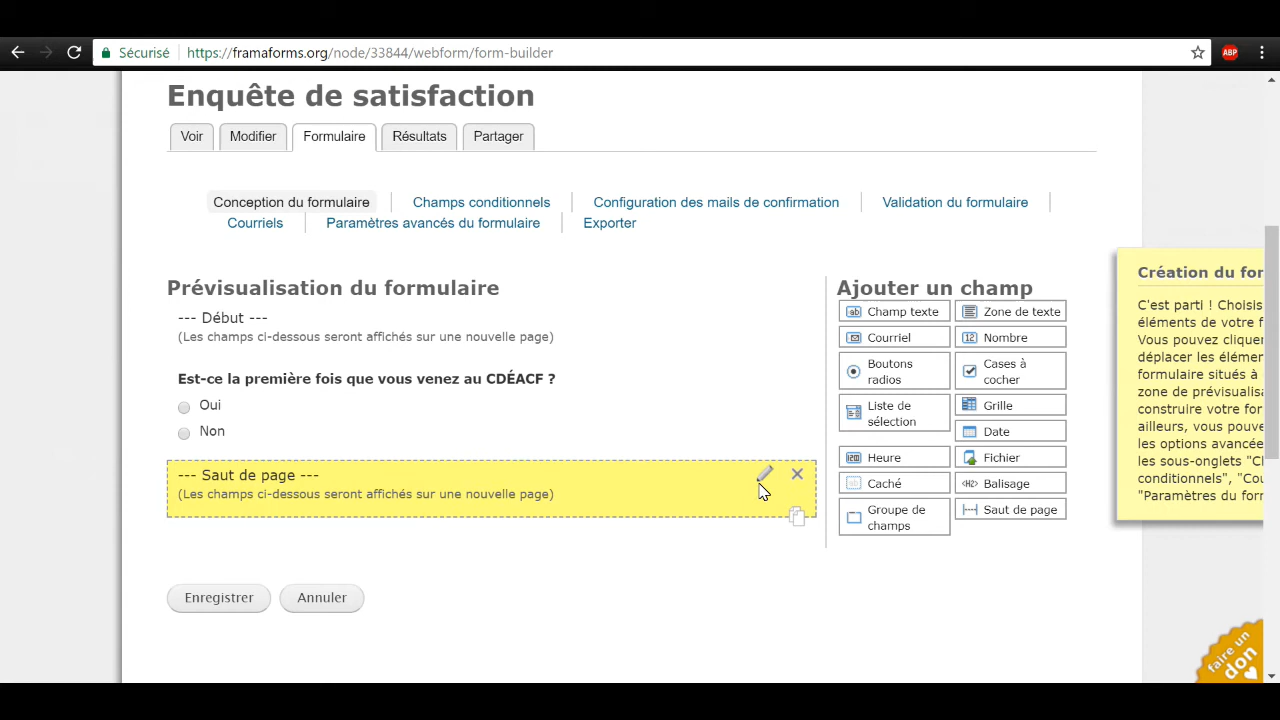 Sécurisé https://framaforms.org/node/33844/webform/form-builder ABP
Enquête de satisfaction
Voir Modifier Formulaire Résultats Partager
Conception du formulaire Champs conditionnels Configuration des mails de confirmation Validation du formulaire
Courriels Paramètres avancés du formulaire Exporter
Prévisualisation du formulaire
--- Début ---
(Les champs ci-dessous seront affichés sur une nouvelle page)
Est-ce la première fois que vous venez au CDÉACF ?
Oui
Non
--- Saut de page ---
(Les champs ci-dessous seront affichés sur une nouvelle page)
Enregistrer Annuler
Ajouter un champ
ab Champ texte Zone de texte
Courriel 12 Nombre
Boutons
radios
Cases à
cocher
Liste de
sélection
Grille
Date
Heure Fichier
Caché <H2> Balisage
Groupe de
champs
Saut de page
Création du for
C'est parti ! Choisis
éléments de votre f
Vous pouvez cliquer
déplacer les élémen
formulaire situés à
zone de prévisualisa
construire votre for
ailleurs, vous pouve
les options avancée
les sous-onglets "Cl
conditionnels", "Cou
"Paramètres du forn
faire un
don